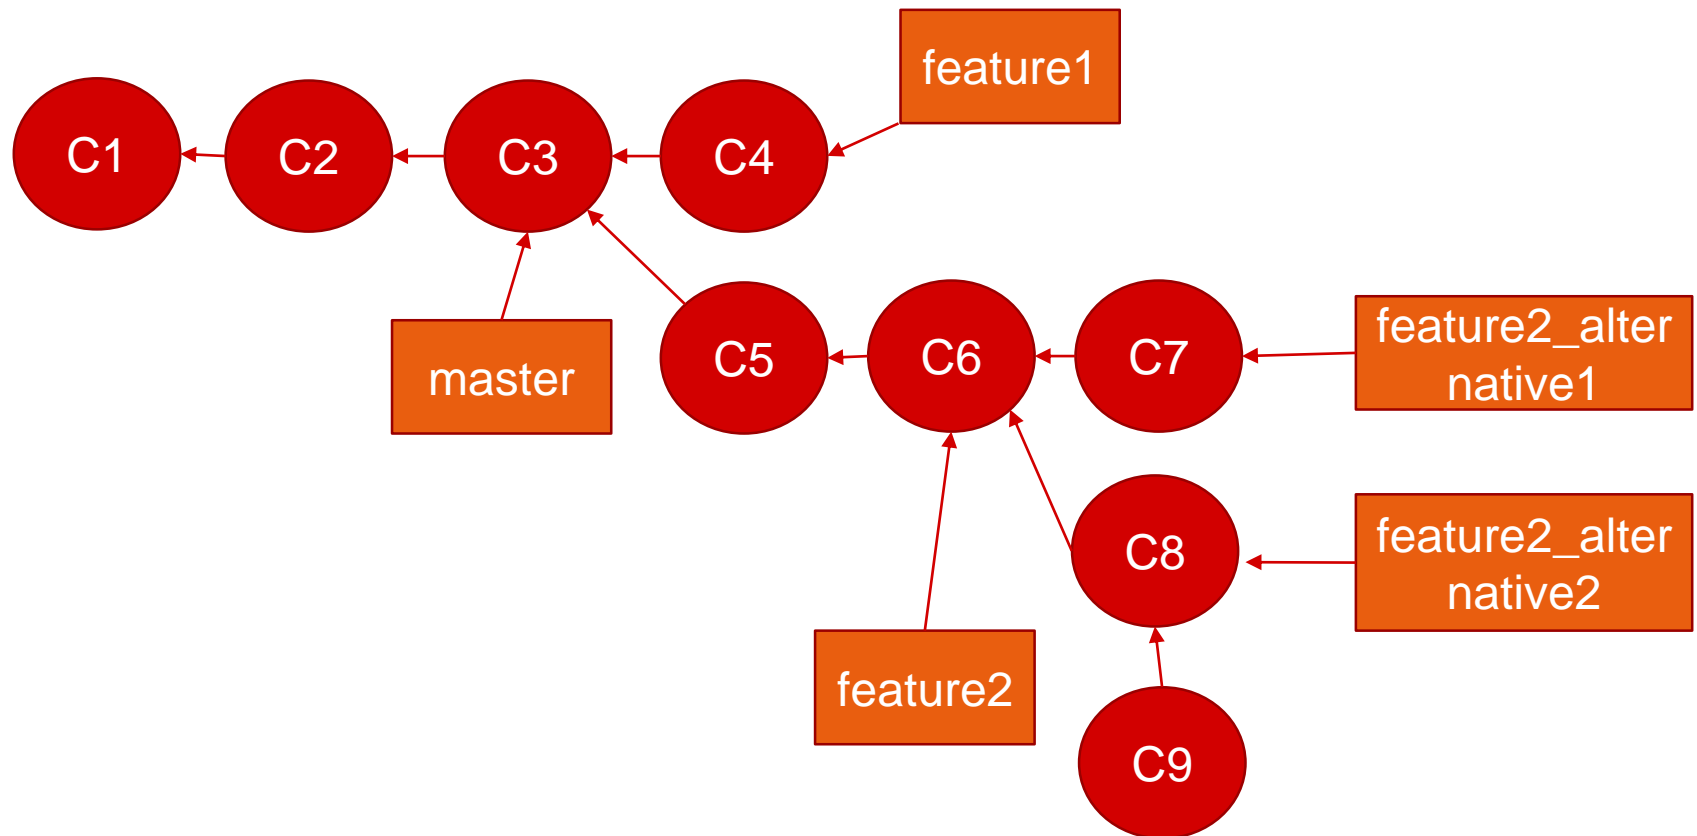 feature1
C1
C2
C3
C4
master
C5
C6
C7
feature2_alter
native1
C8
feature2_alter
native2
feature2
C9